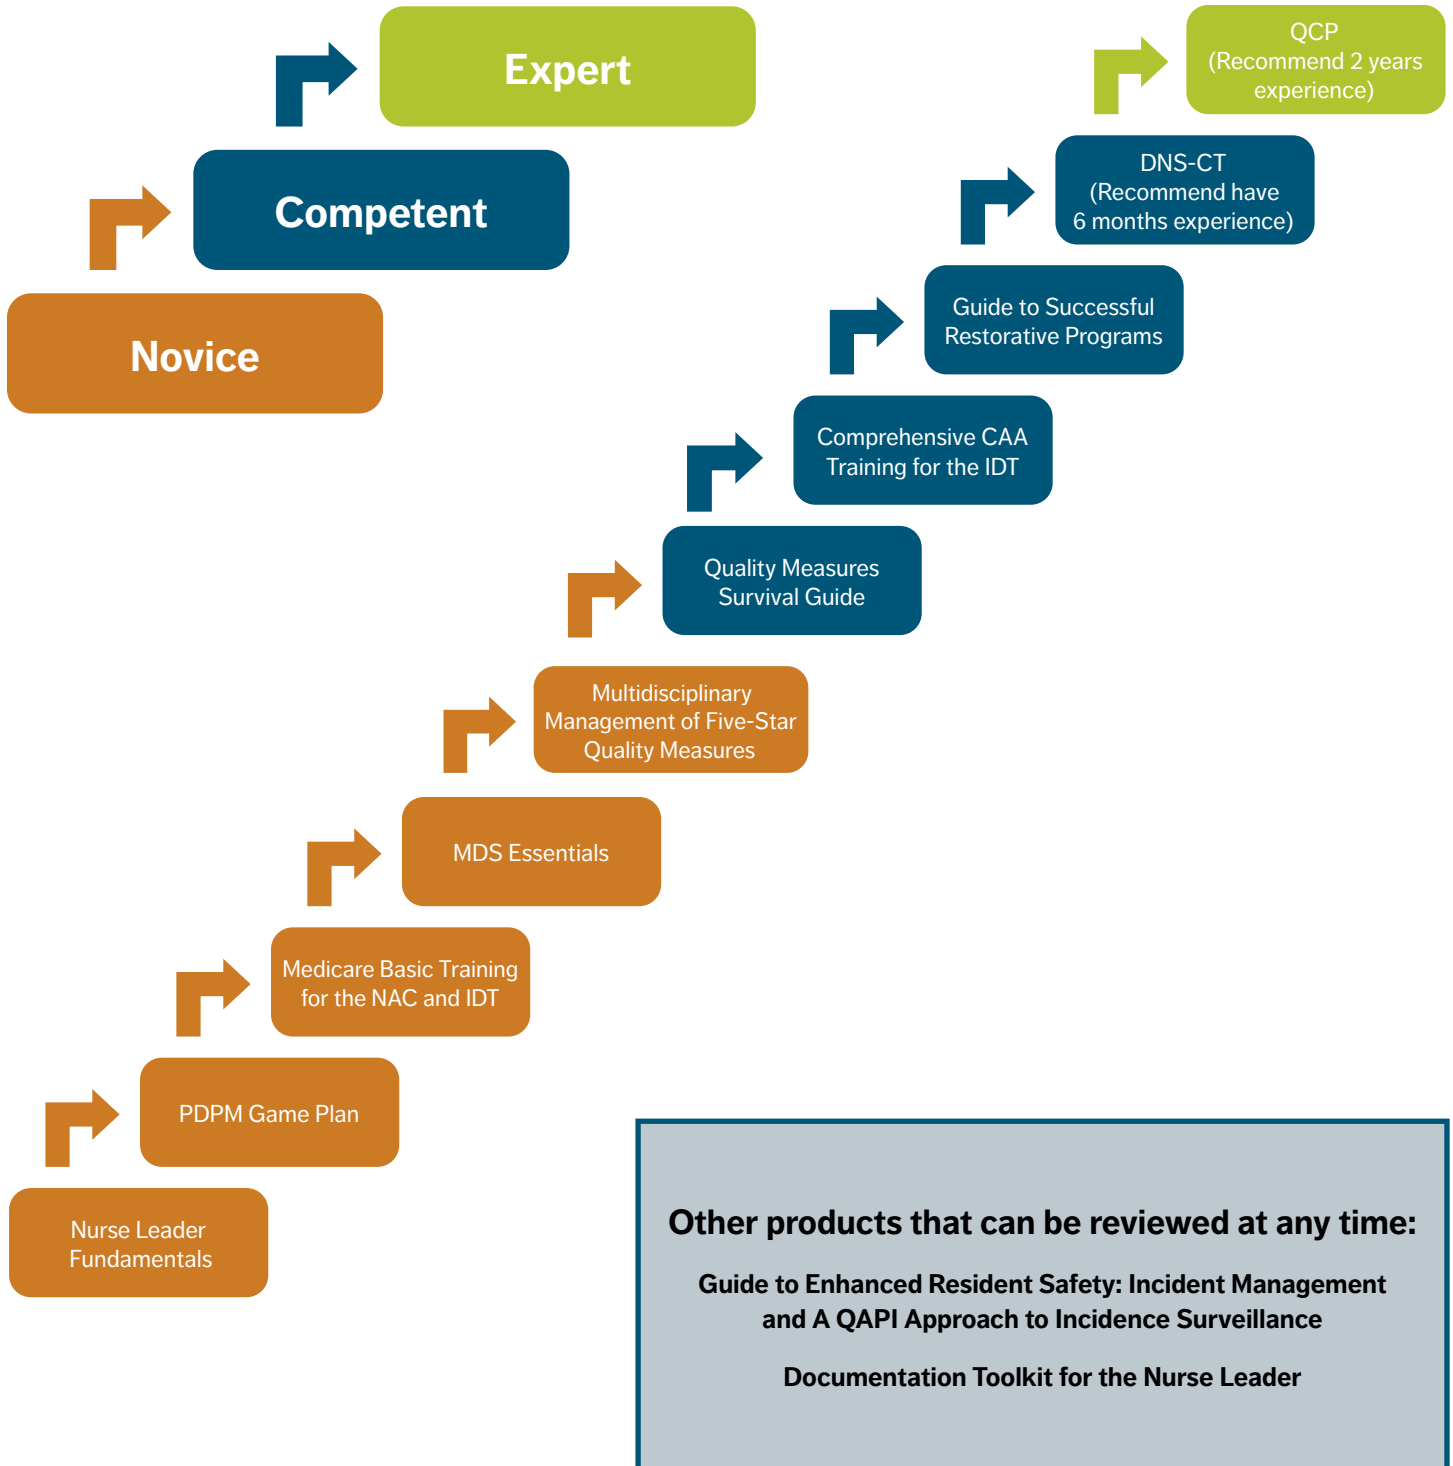 Expert
Competent
Novice
QCP
(Recommend 2 years
experience)
DNS-CT
(Recommend have
6 months experience)
Guide to Successful
Restorative Programs
Comprehensive CAA
Training for the IDT
Quality Measures
Survival Guide
Multidisciplinary
Management of Five-Star
Quality Measures
MDS Essentials
Medicare Basic Training
for the NAC and IDT
PDPM Game Plan
Nurse Leader
Fundamentals
Other products that can be reviewed at any time:
Guide to Enhanced Resident Safety: Incident Management
and A QAPI Approach to Incidence Surveillance
Documentation Toolkit for the Nurse Leader